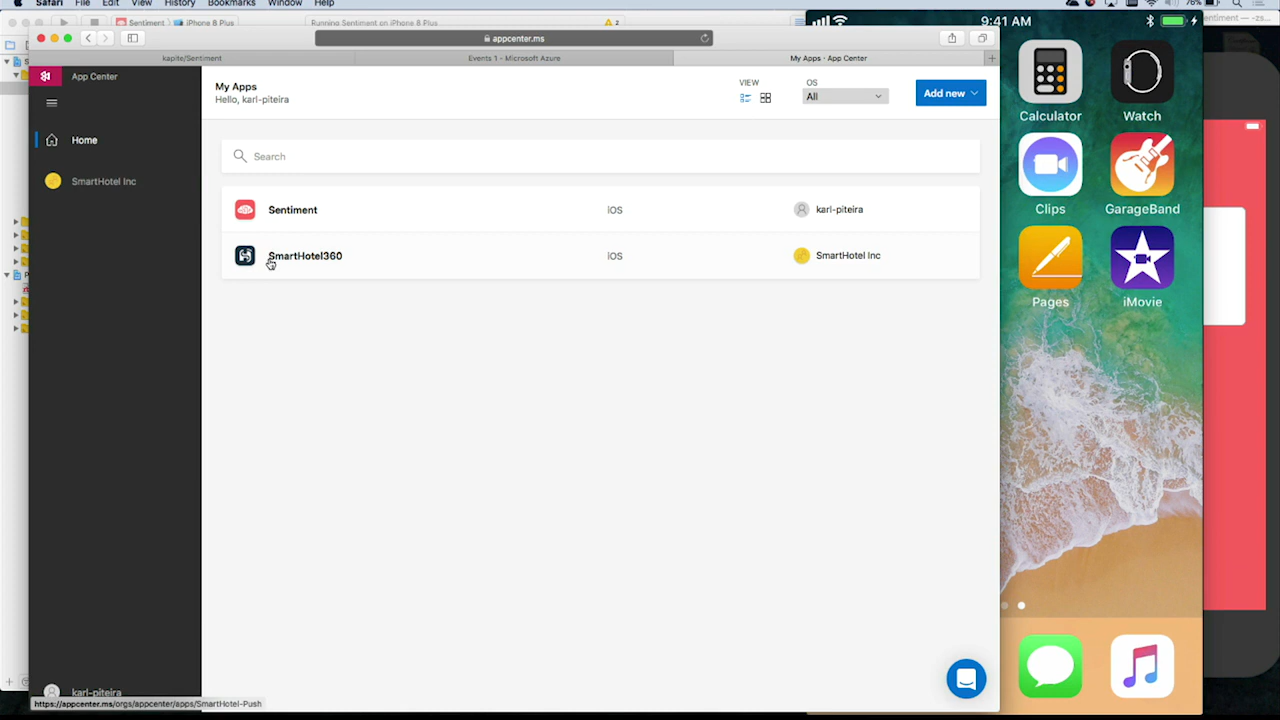 Safari File Edit View History Bookmarks Window Help
76%
Sentiment iPhone 8 Plus
Running Sentiment on iPhone 8 Plus
2
9:41 AM
appcenter.ms
kapite/Sentiment
Events 1 - Microsoft Azure
My Apps · App Center
App Center
My Apps
Hello, karl-piteira
VIEW
OS
All
Add new
Home
SmartHotel Inc
Search
Sentiment
iOS
karl-piteira
SmartHotel360
iOS
SmartHotel Inc
karl-piteira
https://appcenter.ms/orgs/appcenter/apps/SmartHotel-Push
Calculator
Watch
Clips
GarageBand
Pages
iMovie